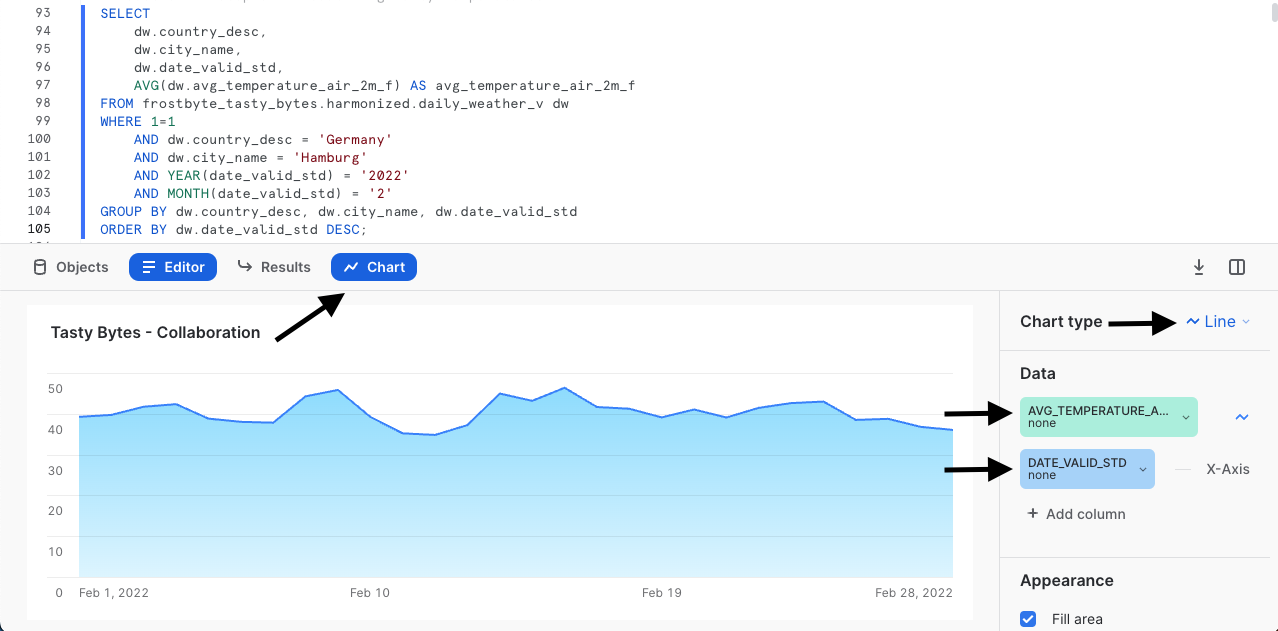 93 SELECT
94 dw.country_desc,
95 dw.city_name,
96 dw.date_valid_std,
97 AVG(dw.avg_temperature_air_2m_f) AS avg_temperature_air_2m_f
98 FROM frostbyte_tasty_bytes.harmonized.daily_weather_v dw
99 WHERE 1=1
100 AND dw.country_desc = 'Germany'
101 AND dw.city_name = 'Hamburg'
102 AND YEAR(date_valid_std) = '2022'
103 AND MONTH(date_valid_std) = '2'
104 GROUP BY dw.country_desc, dw.city_name, dw.date_valid_std
105 ORDER BY dw.date_valid_std DESC;
Objects Editor Results Chart
Tasty Bytes - Collaboration
50
40
30
20
10
0 Feb 1, 2022 Feb 10 Feb 19 Feb 28, 2022
Chart type Line
Data
AVG_TEMPERATURE_A...
none
DATE_VALID_STD
none
X-Axis
+ Add column
Appearance
Fill area